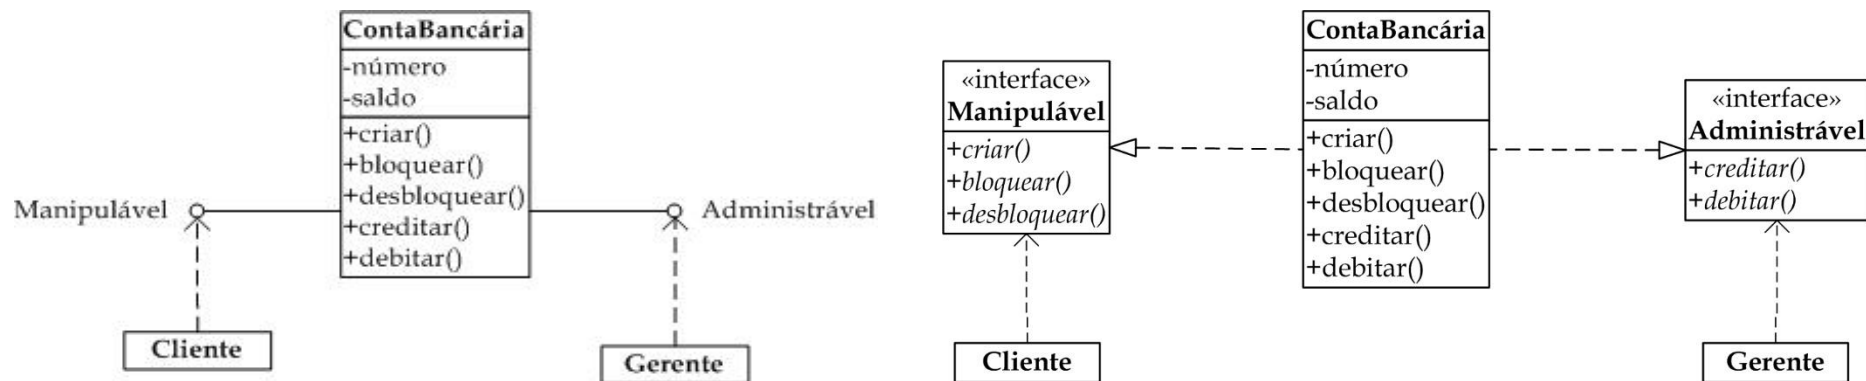 ContaBancária
-número
-saldo
+criar()
+bloquear()
+desbloquear()
+creditar()
+debitar()
Manipulável
Administrável
Cliente
Gerente
«interface»
Manipulável
+criar()
+bloquear()
+desbloquear()
ContaBancária
-número
-saldo
+criar()
+bloquear()
+desbloquear()
+creditar()
+debitar()
«interface»
Administrável
+creditar()
+debitar()
Cliente
Gerente